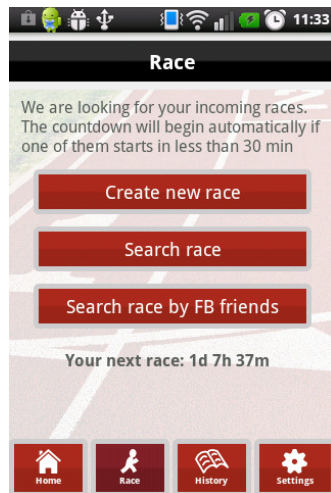 11:33
Race
We are looking for your incoming races.
The countdown will begin automatically if
one of them starts in less than 30 min
Create new race
Search race
Search race by FB friends
Your next race: 1d 7h 37m
Home Race History Settings